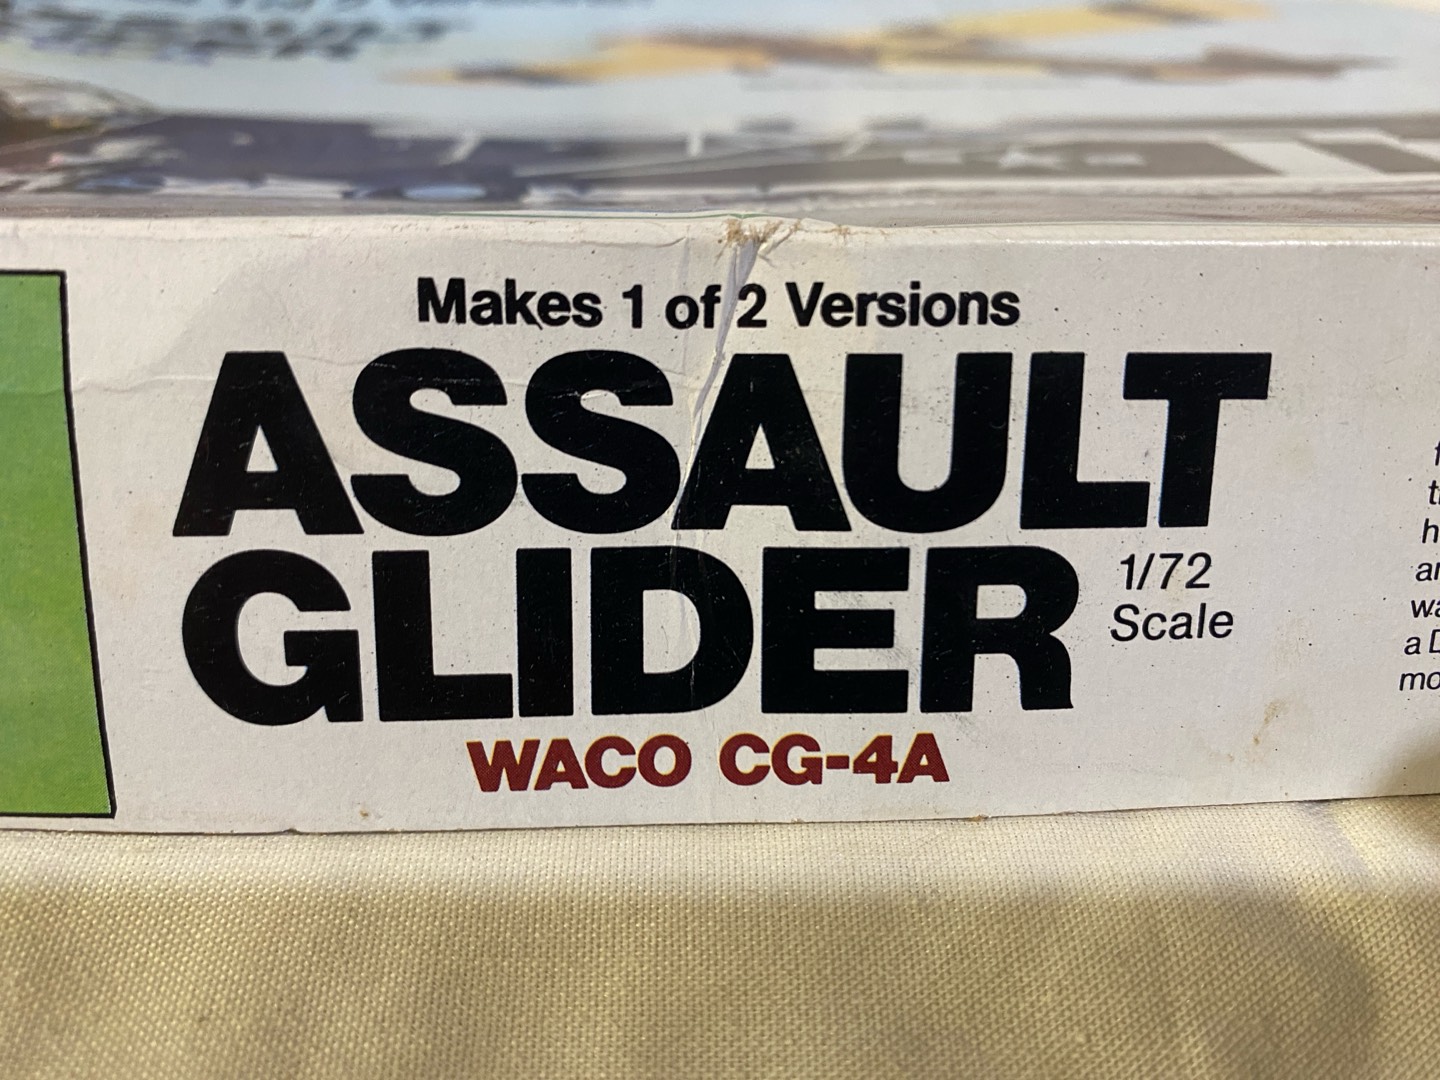 Makes 1 of 2 Versions
ASSAULT
GLIDER
1/72
Scale
WACO CG-4A